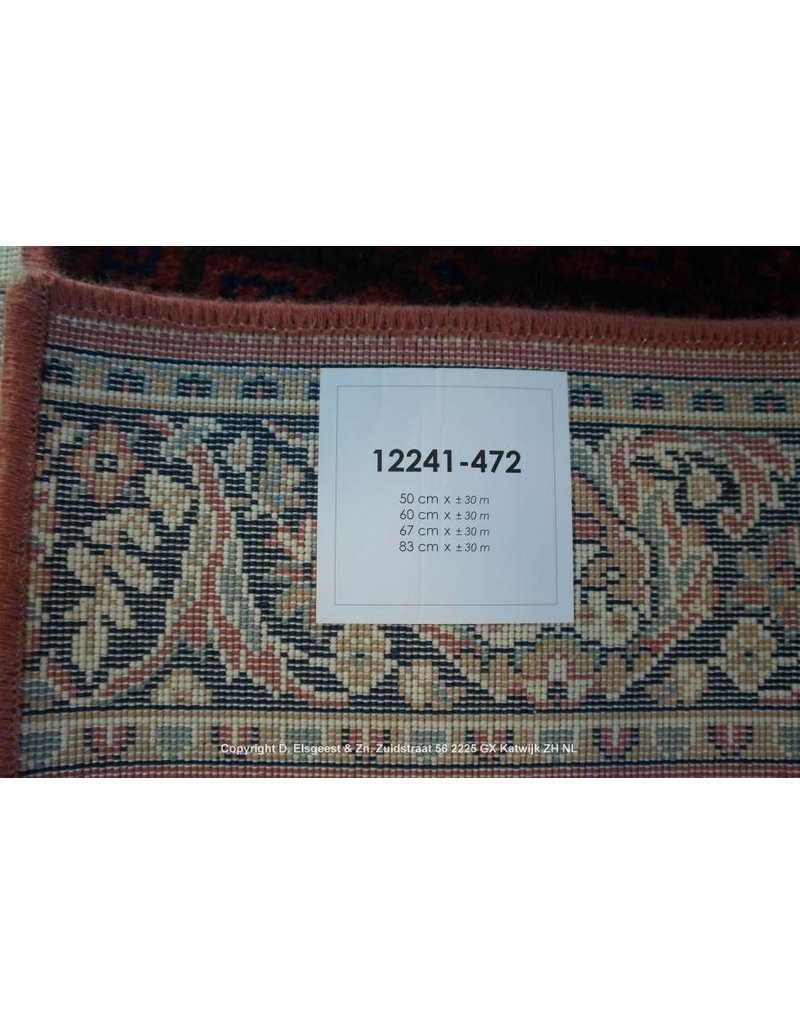 12241-472
50 cm x ± 30 m
60 cm x ± 30 m
67 cm x ± 30 m
83 cm x ± 30 m
Copyright D. Elsgeest & Zn. Zuidstraat 56 2225 GX Katwijk ZH NL